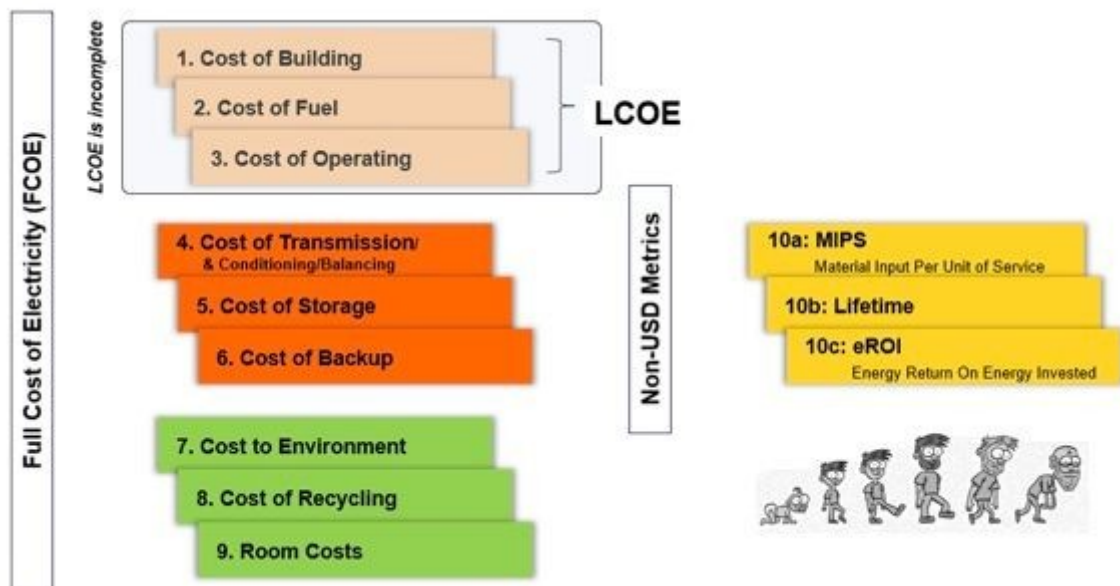 Full Cost of Electricity (FCOE)
LCOE is incomplete
1. Cost of Building
2. Cost of Fuel
3. Cost of Operating
LCOE
4. Cost of Transmission/
& Conditioning/Balancing
5. Cost of Storage
6. Cost of Backup
7. Cost to Environment
8. Cost of Recycling
9. Room Costs
Non-USD Metrics
10a: MIPS
Material Input Per Unit of Service
10b: Lifetime
10c: eROI
Energy Return On Energy Invested